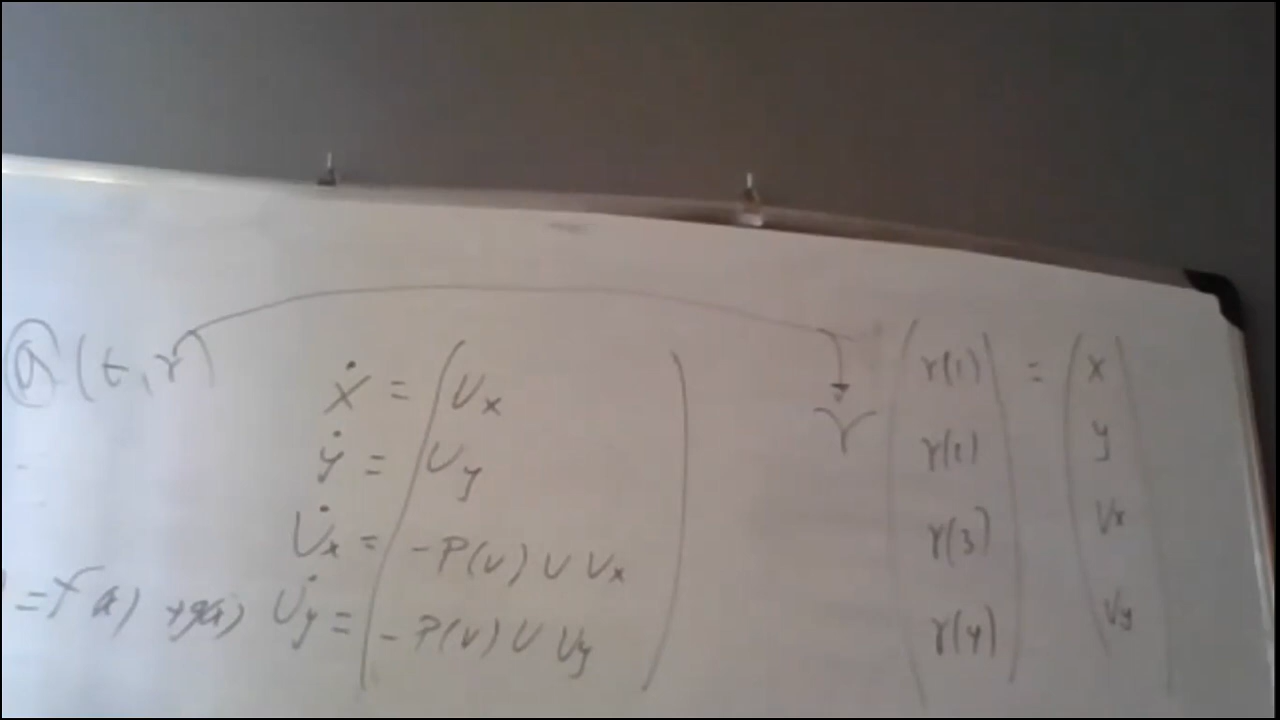 (t, r)
ẋ = ( Vx ) r ( r(1) ) = ( x )
ẏ = ( Vy ) ( r(1) ) ( y )
V̇x = ( -P(v) V Vx ) ( r(3) ) ( Vx )
V̇y = ( -P(v) V Vy ) ( r(4) ) ( Vy )